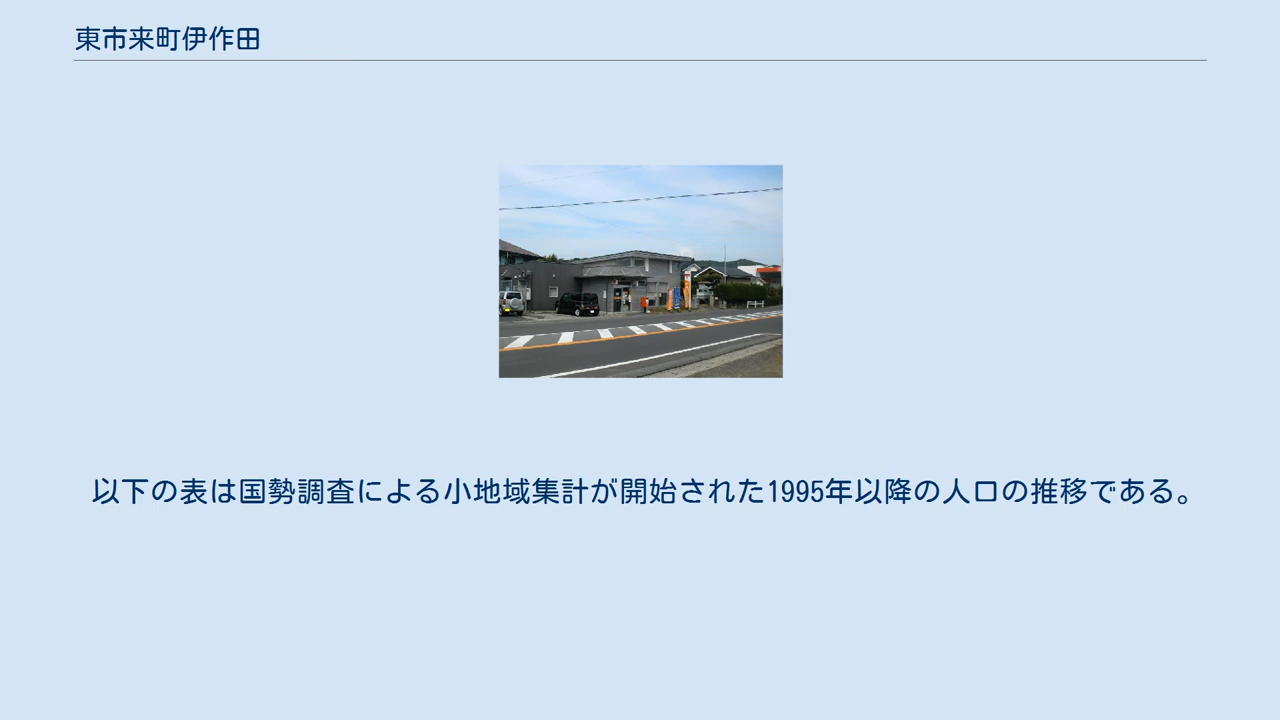 東市来町伊作田
以下の表は国勢調査による小地域集計が開始された1995年以降の人口の推移である。